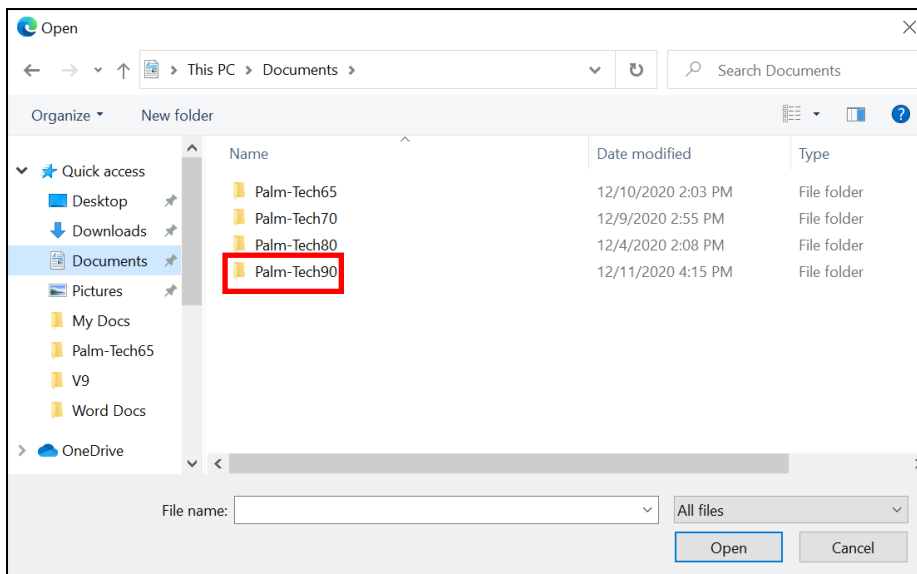 Open
This PC > Documents >
Search Documents
Organize
New folder
?
Name
Date modified
Type
Quick access
Desktop
Downloads
Documents
Pictures
My Docs
Palm-Tech65
V9
Word Docs
OneDrive
Palm-Tech65 12/10/2020 2:03 PM File folder
Palm-Tech70 12/9/2020 2:55 PM File folder
Palm-Tech80 12/4/2020 2:08 PM File folder
Palm-Tech90 12/11/2020 4:15 PM File folder
File name:
All files
Open
Cancel